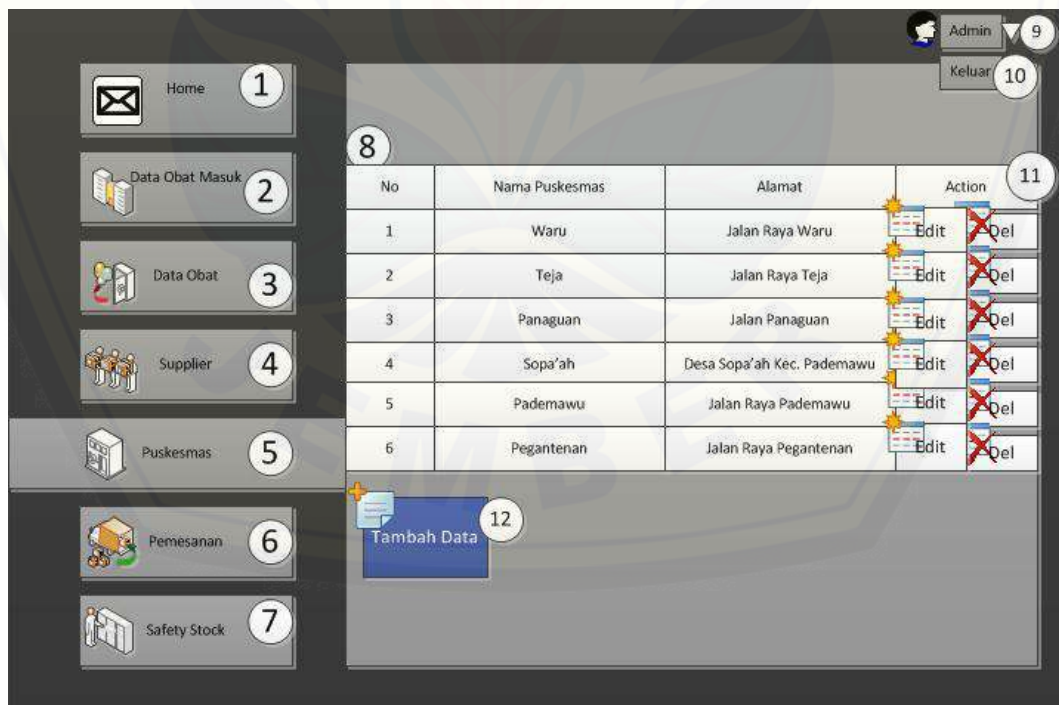 Admin 9
Keluar 10
Home 1
Data Obat Masuk 2
Data Obat 3
Supplier 4
Puskesmas 5
Pemesanan 6
Safety Stock 7
8
11
No Nama Puskesmas Alamat Action
1 Waru Jalan Raya Waru Edit Del
2 Teja Jalan Raya Teja Edit Del
3 Panaguan Jalan Panaguan Edit Del
4 Sopa'ah Desa Sopa'ah Kec. Pademawu Edit Del
5 Pademawu Jalan Raya Pademawu Edit Del
6 Pegantenan Jalan Raya Pegantenan Edit Del
Tambah Data 12